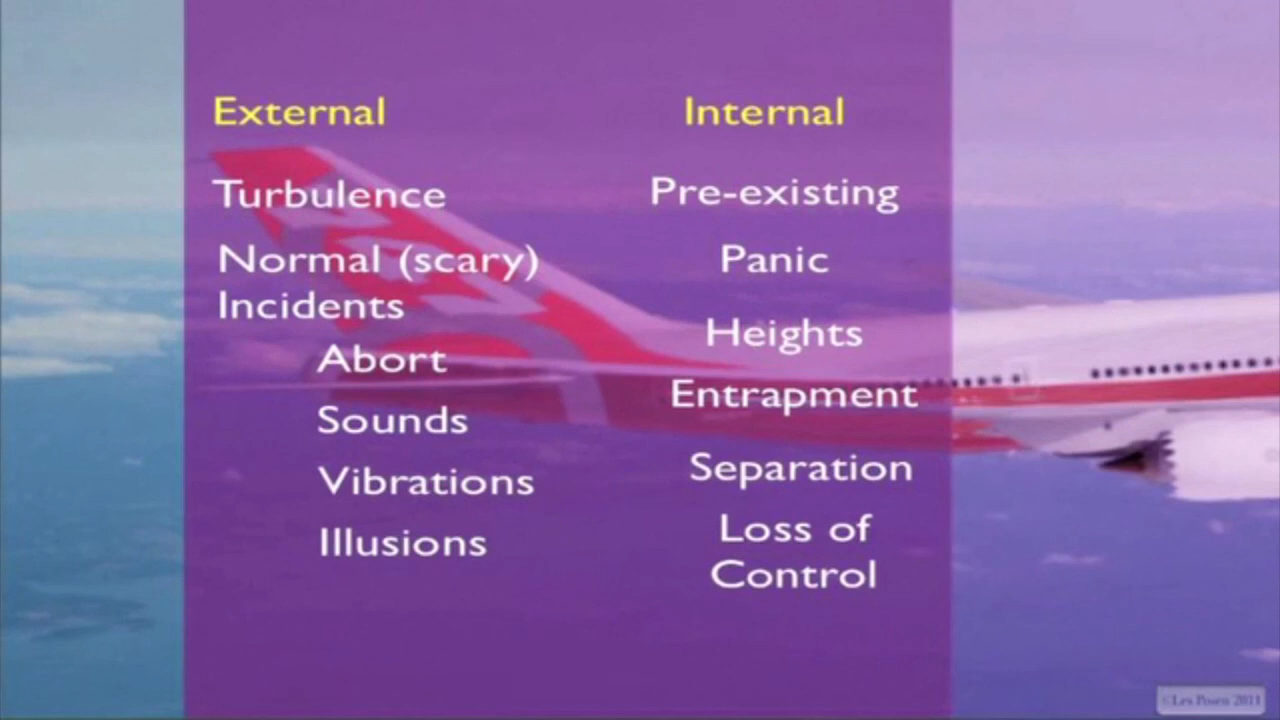 External
Turbulence
Normal (scary)
Incidents
Abort
Sounds
Vibrations
Illusions
Internal
Pre-existing
Panic
Heights
Entrapment
Separation
Loss of
Control
©Les Posen 2011